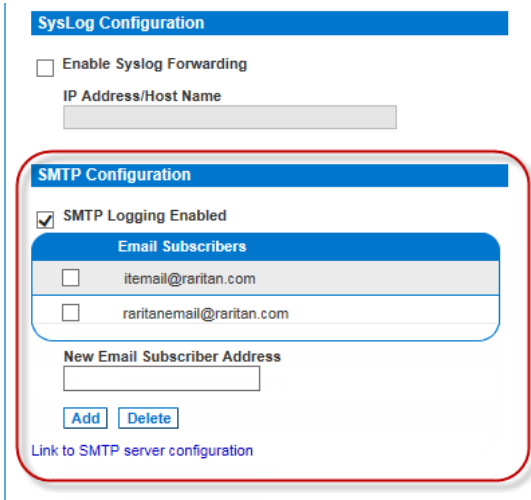 SysLog Configuration
Enable Syslog Forwarding
IP Address/Host Name
SMTP Configuration
SMTP Logging Enabled
Email Subscribers
itemail@raritan.com
raritanemail@raritan.com
New Email Subscriber Address
Add Delete
Link to SMTP server configuration